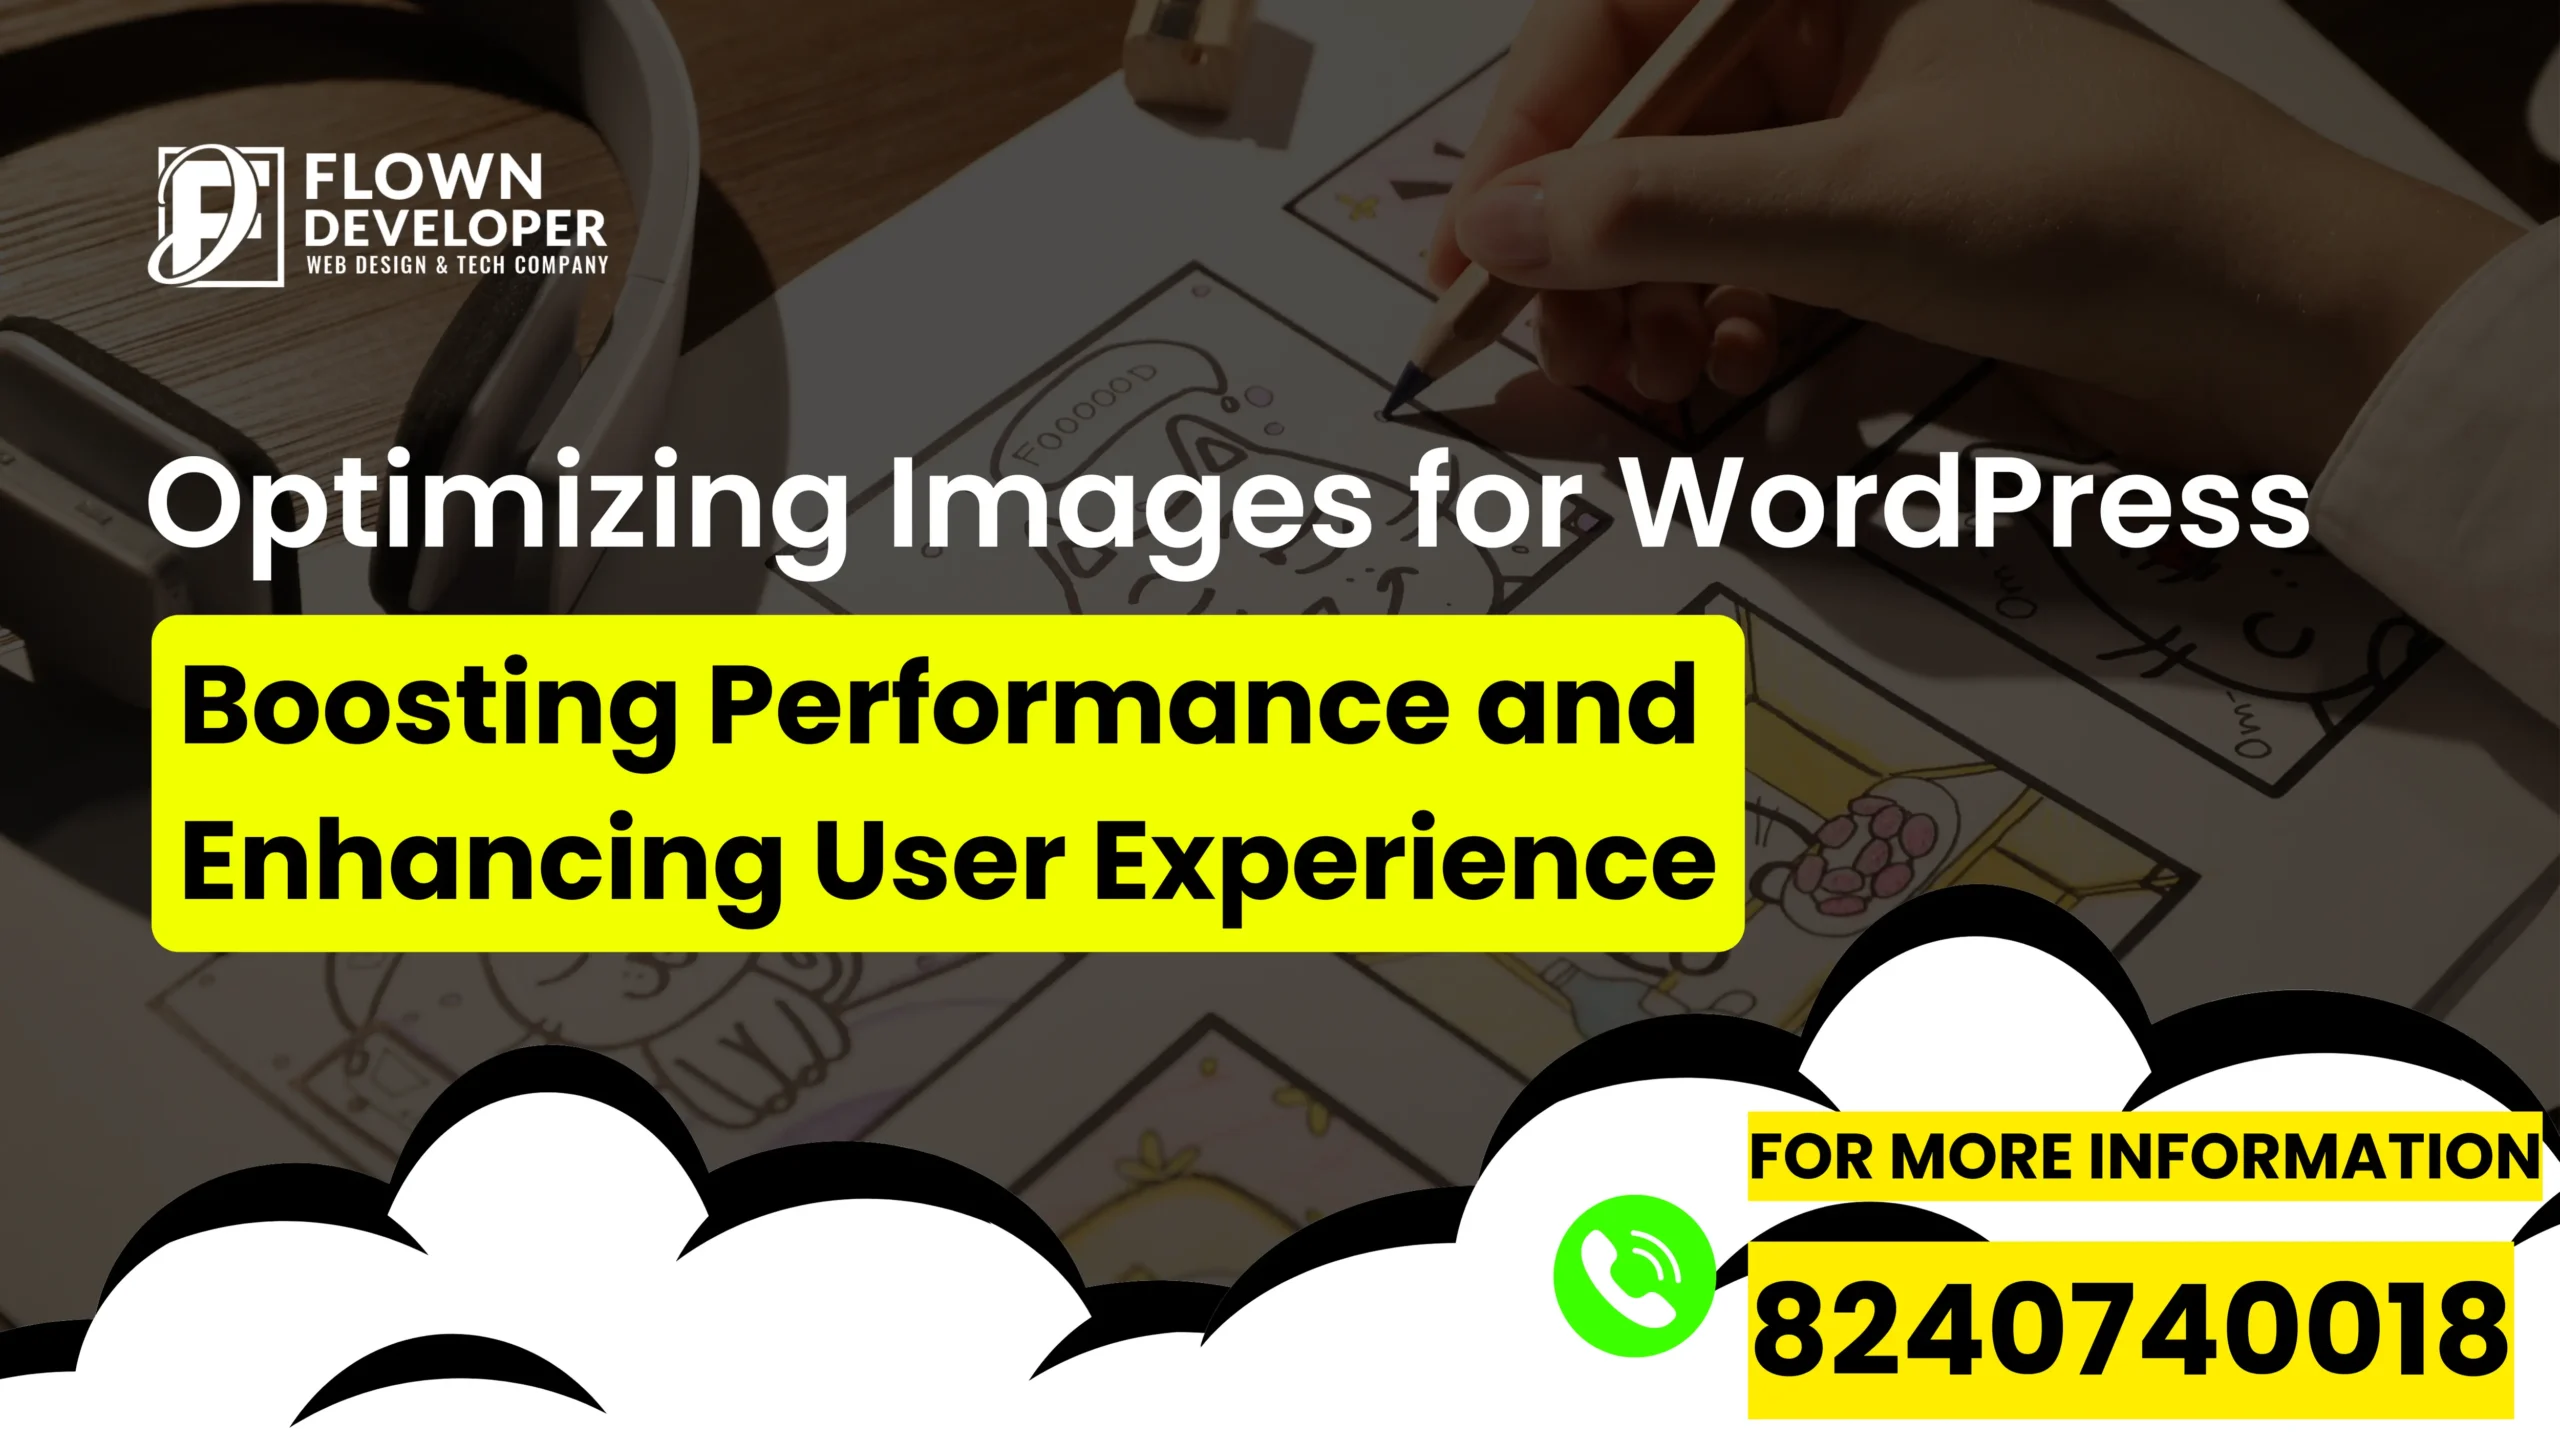 FLOWN
DEVELOPER
WEB DESIGN & TECH COMPANY
FOOOOOD
Optimizing Images for WordPress
Boosting Performance and
Enhancing User Experience
FOR MORE INFORMATION
8240740018